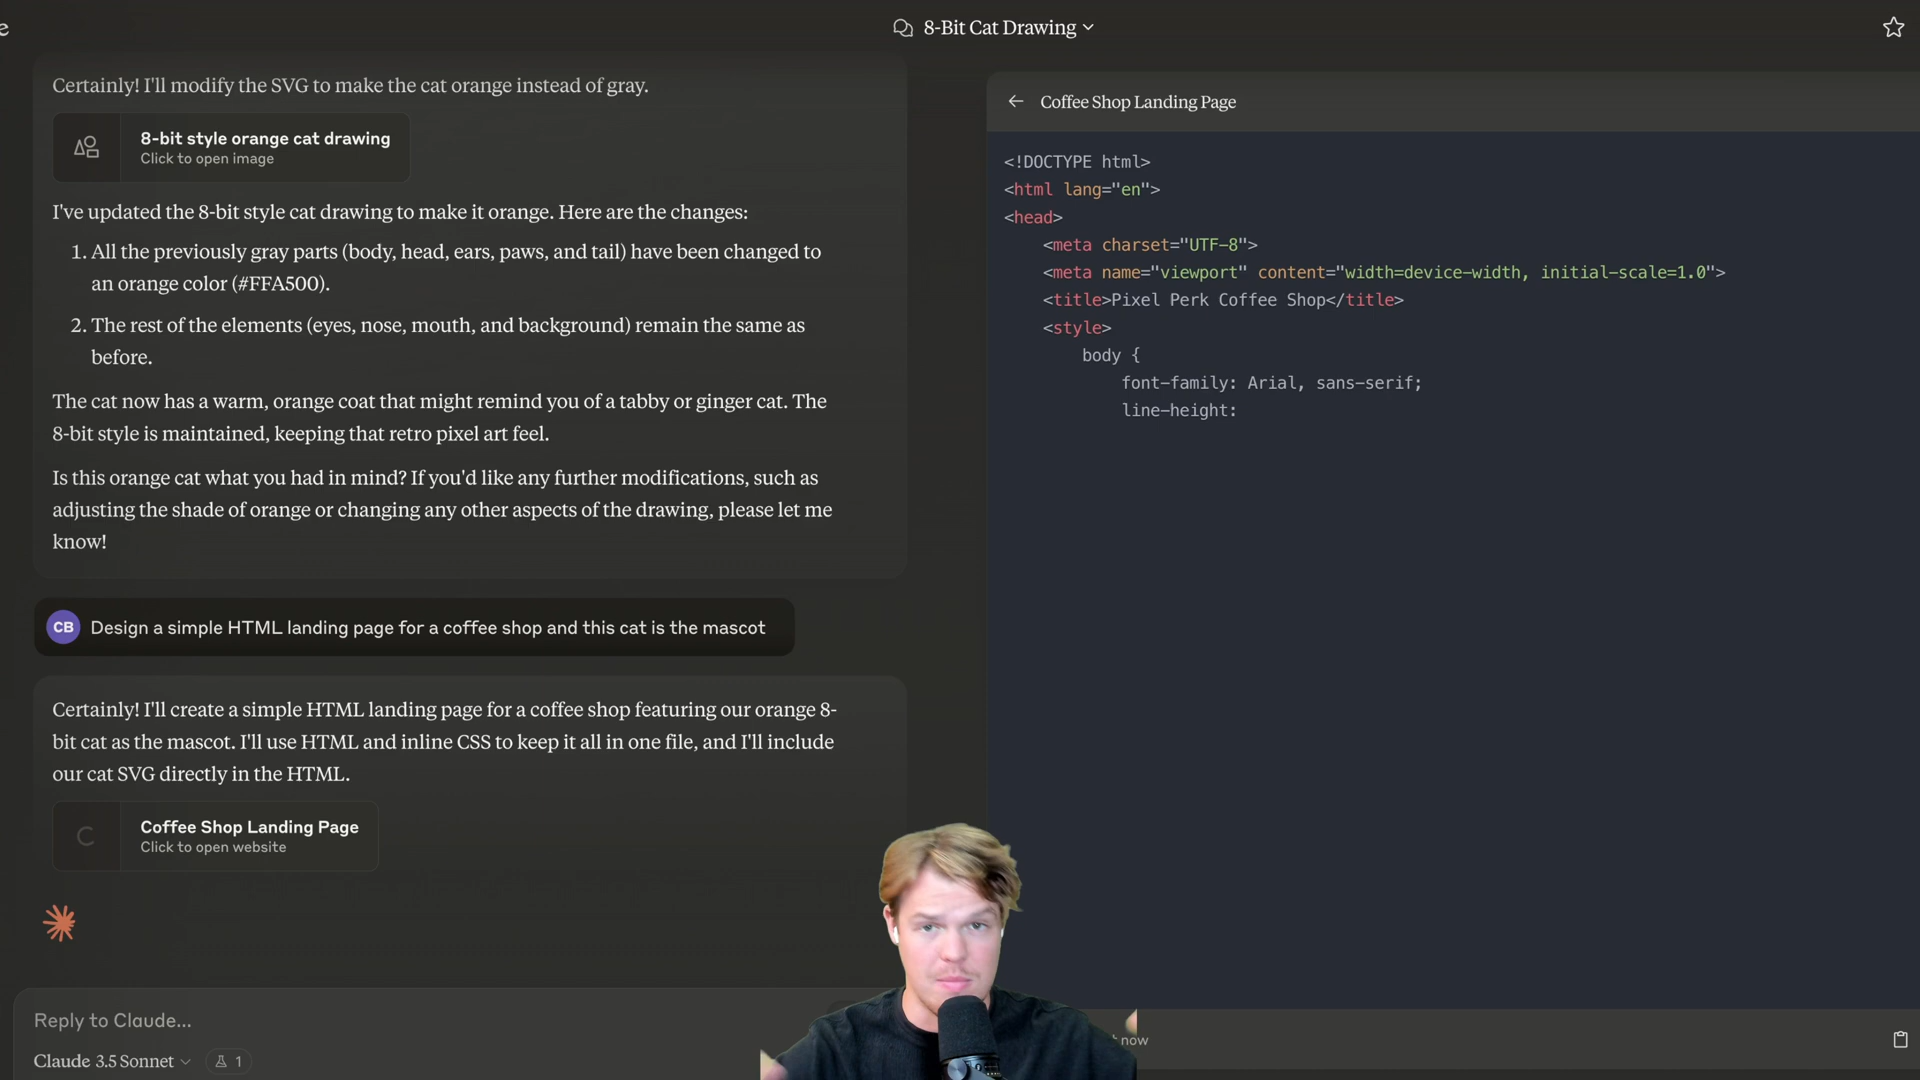 e
8-Bit Cat Drawing
Certainly! I'll modify the SVG to make the cat orange instead of gray.
8-bit style orange cat drawing
Click to open image
I've updated the 8-bit style cat drawing to make it orange. Here are the changes:
1. All the previously gray parts (body, head, ears, paws, and tail) have been changed to
an orange color (#FFA500).
2. The rest of the elements (eyes, nose, mouth, and background) remain the same as
before.
The cat now has a warm, orange coat that might remind you of a tabby or ginger cat. The
8-bit style is maintained, keeping that retro pixel art feel.
Is this orange cat what you had in mind? If you'd like any further modifications, such as
adjusting the shade of orange or changing any other aspects of the drawing, please let me
know!
CB Design a simple HTML landing page for a coffee shop and this cat is the mascot
Certainly! I'll create a simple HTML landing page for a coffee shop featuring our orange 8-
bit cat as the mascot. I'll use HTML and inline CSS to keep it all in one file, and I'll include
our cat SVG directly in the HTML.
Coffee Shop Landing Page
Click to open website
Reply to Claude...
Claude 3.5 Sonnet
1
Coffee Shop Landing Page
<!DOCTYPE html>
<html lang="en">
<head>
<meta charset="UTF-8">
<meta name="viewport" content="width=device-width, initial-scale=1.0">
<title>Pixel Perk Coffee Shop</title>
<style>
body {
font-family: Arial, sans-serif;
line-height:
now